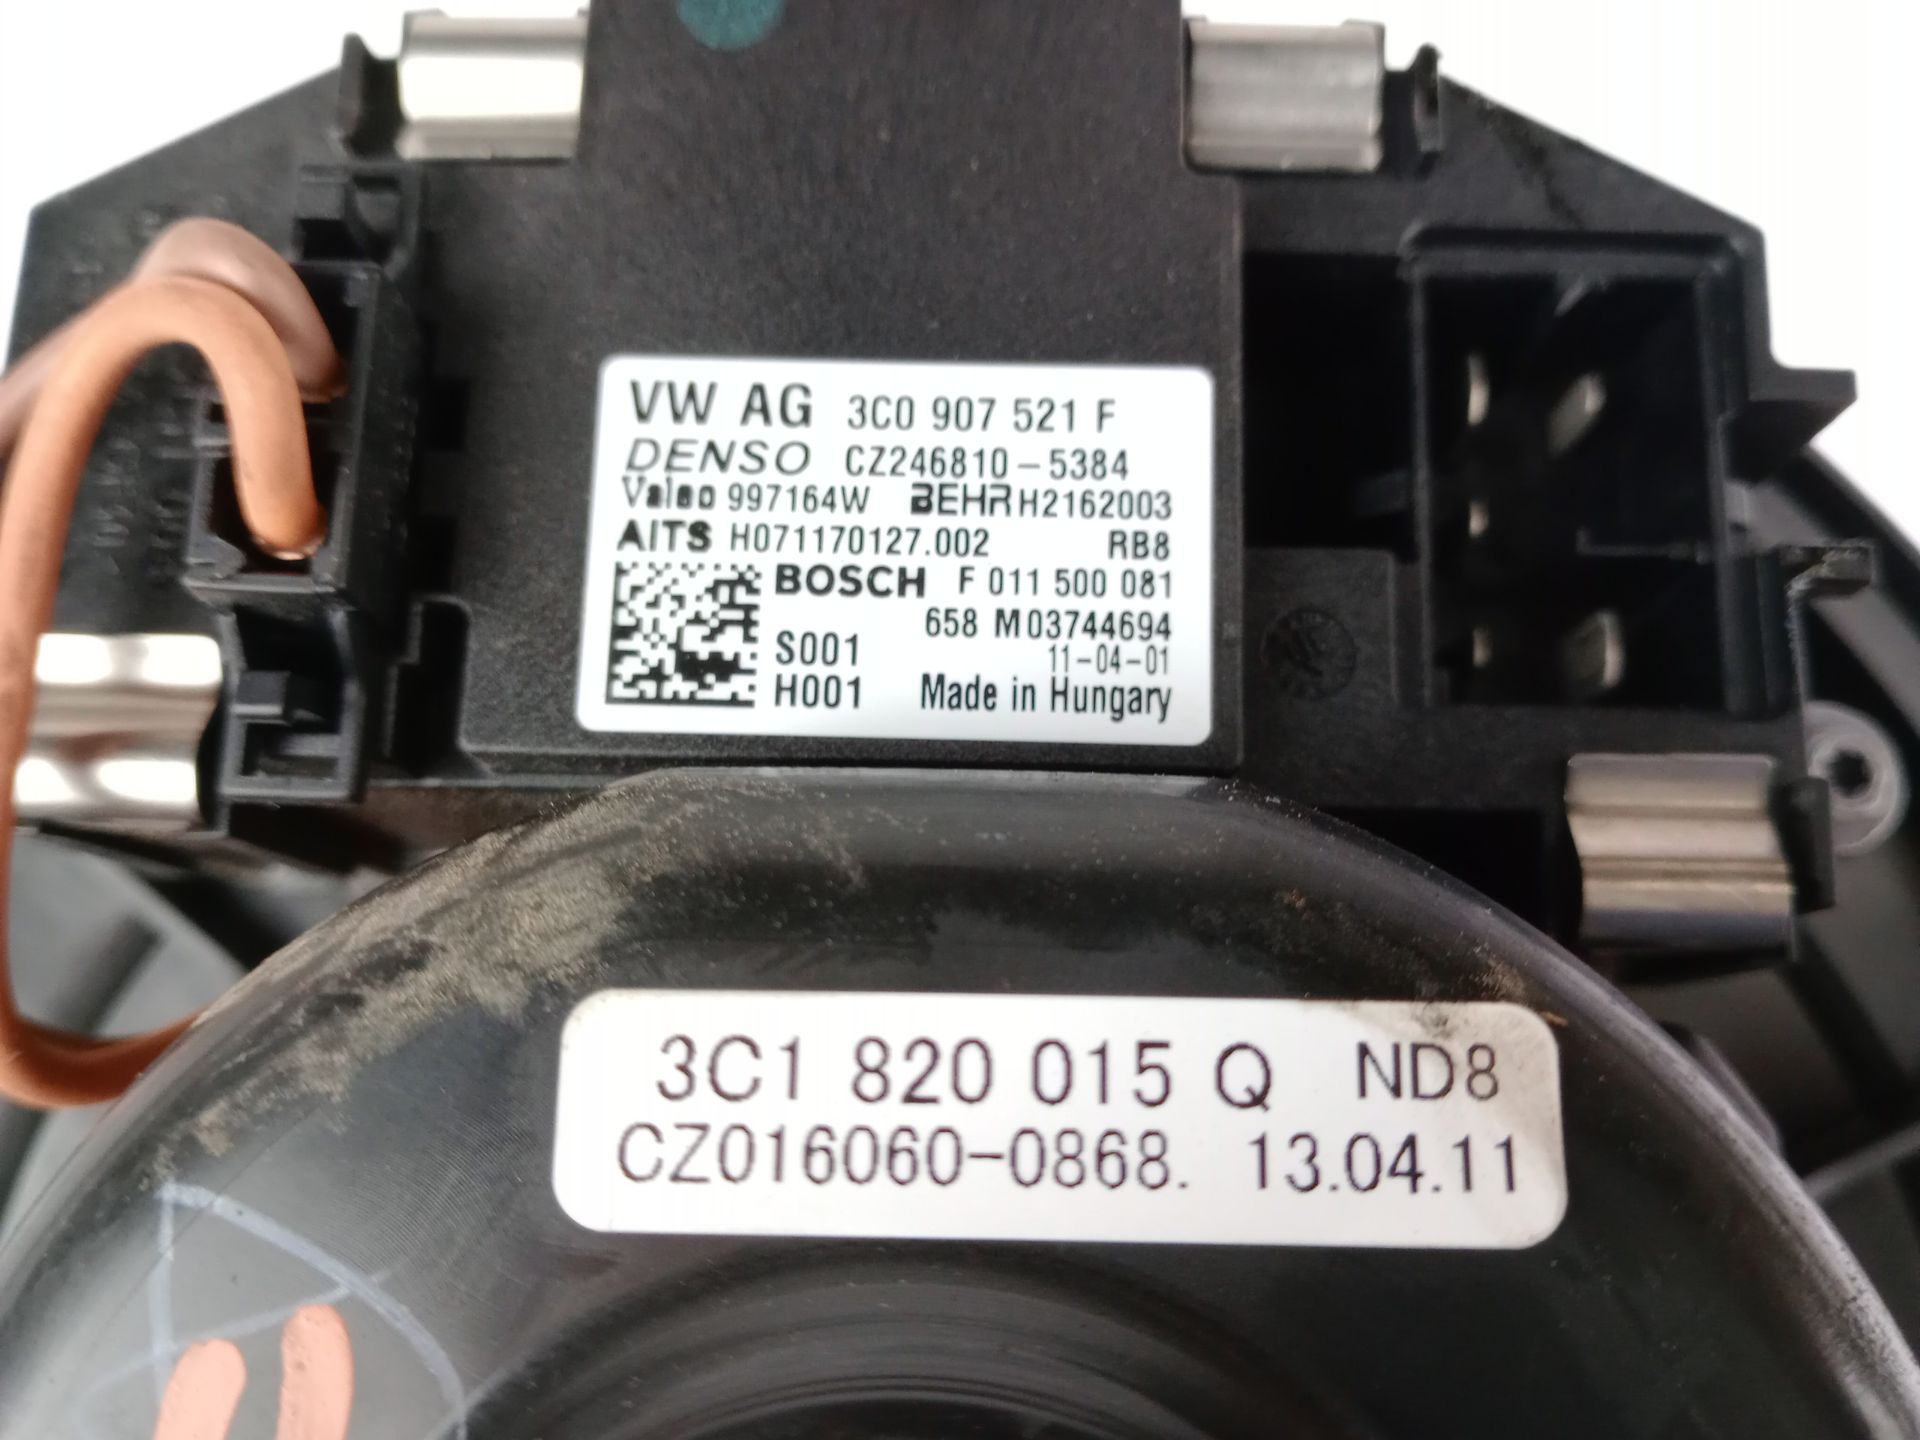 VW AG 3C0 907 521 F
DENSO CZ246810-5384
Valeo 997164W BEHR H2162003
AITS H071170127.002 RB8
BOSCH F 011 500 081
658 M03744694
S001 11-04-01
H001 Made in Hungary
3C1 820 015 Q ND8
CZ016060-0868. 13.04.11